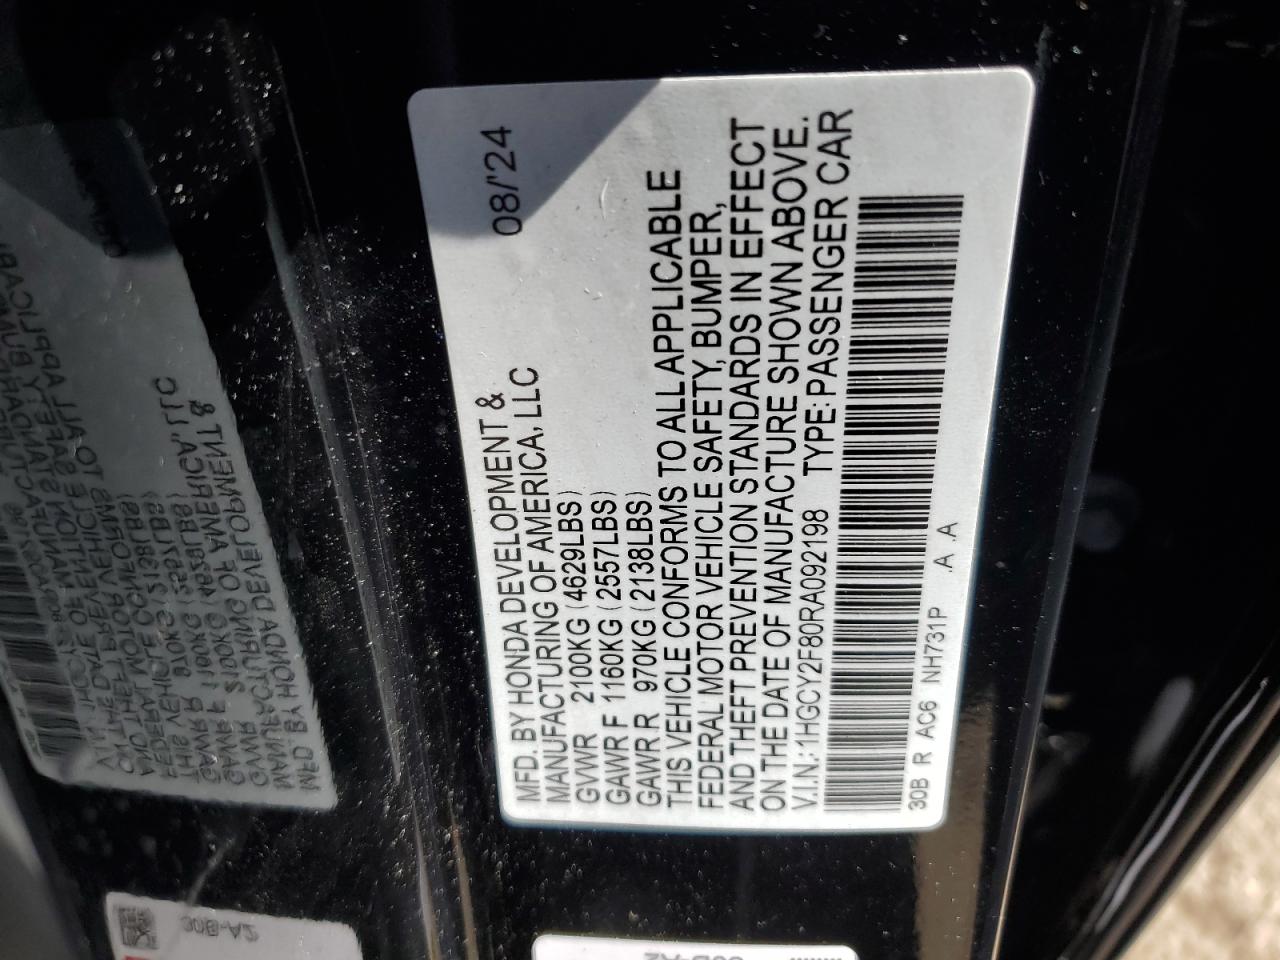 08/'24
MFD. BY HONDA DEVELOPMENT &
MANUFACTURING OF AMERICA, LLC
GVWR 2100KG (4629LBS)
GAWR F 1160KG (2557LBS)
GAWR R 970KG (2138LBS)
THIS VEHICLE CONFORMS TO ALL APPLICABLE
FEDERAL MOTOR VEHICLE SAFETY, BUMPER,
AND THEFT PREVENTION STANDARDS IN EFFECT
ON THE DATE OF MANUFACTURE SHOWN ABOVE.
V.I.N.: 1HGCY2F80RA092198 TYPE: PASSENGER CAR
30B R AC6 NH731P .A .A